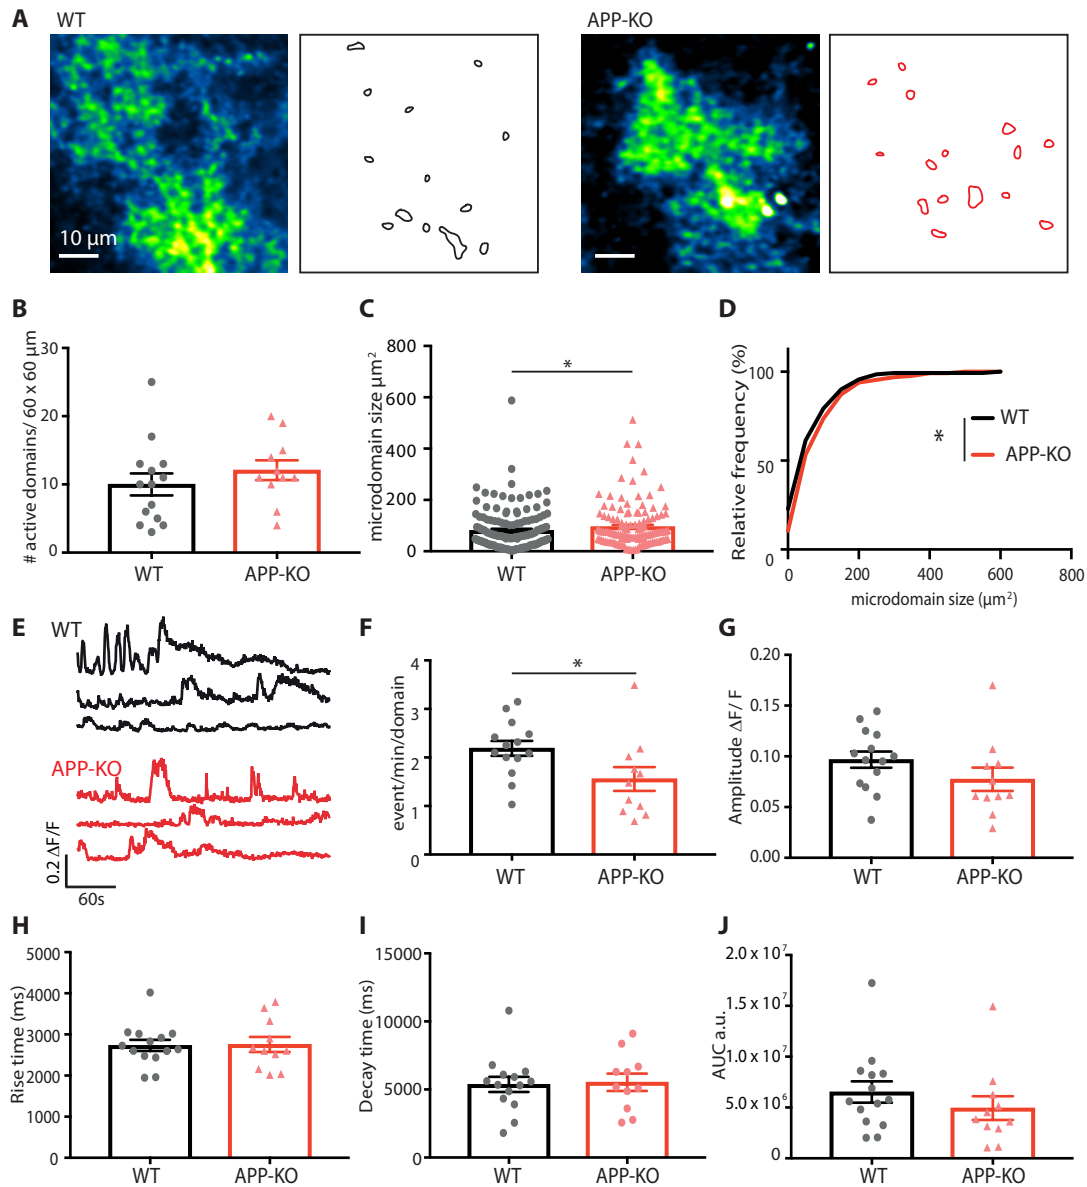 A
WT
APP-KO
10 µm
B
# active domains/ 60 x 60 µm
30
20
10
0
WT
APP-KO
C
microdomain size µm²
800
600
400
200
0
*
WT
APP-KO
D
Relative frequency (%)
100
50
0
WT
*
APP-KO
0
200
400
600
800
microdomain size (µm²)
E
WT
APP-KO
0.2 ΔF/F
60s
F
event/min/domain
4
3
2
1
0
*
WT
APP-KO
G
Amplitude ΔF/ F
0.20
0.15
0.10
0.05
0.00
WT
APP-KO
H
Rise time (ms)
5000
4000
3000
2000
1000
0
WT
APP-KO
I
Decay time (ms)
15000
10000
5000
0
WT
APP-KO
J
AUC a.u.
2.0 x 10⁷
1.5 x 10⁷
1.0 x 10⁷
5.0 x 10⁶
0
WT
APP-KO